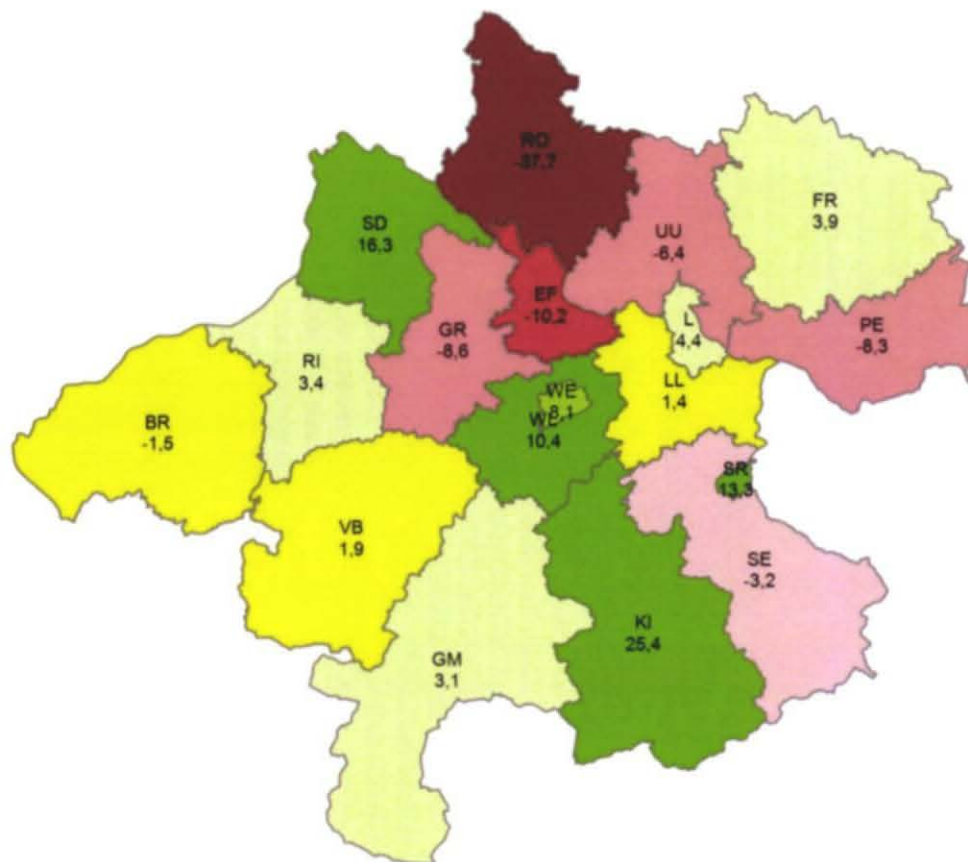 RO
FR
3,9
SD
16,3
UU
-6,4
EF
-10,2
L
4,4
PE
GR
-8,6
RI
3,4
LL
1,4
WE
8,1
BR
-1,5
10,4
SR
13,3
VB
1,9
SE
-3,2
KI
25,4
GM
3,1